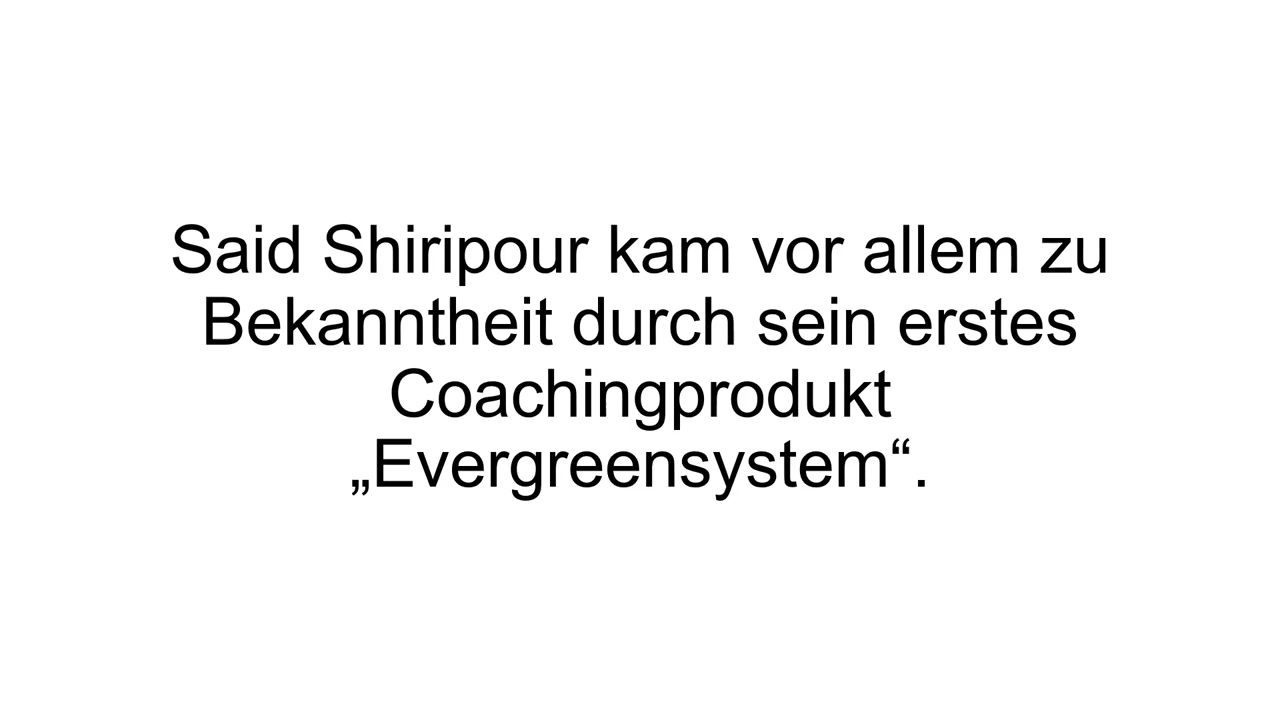 Said Shiripour kam vor allem zu
Bekanntheit durch sein erstes
Coachingprodukt
„Evergreensystem“.